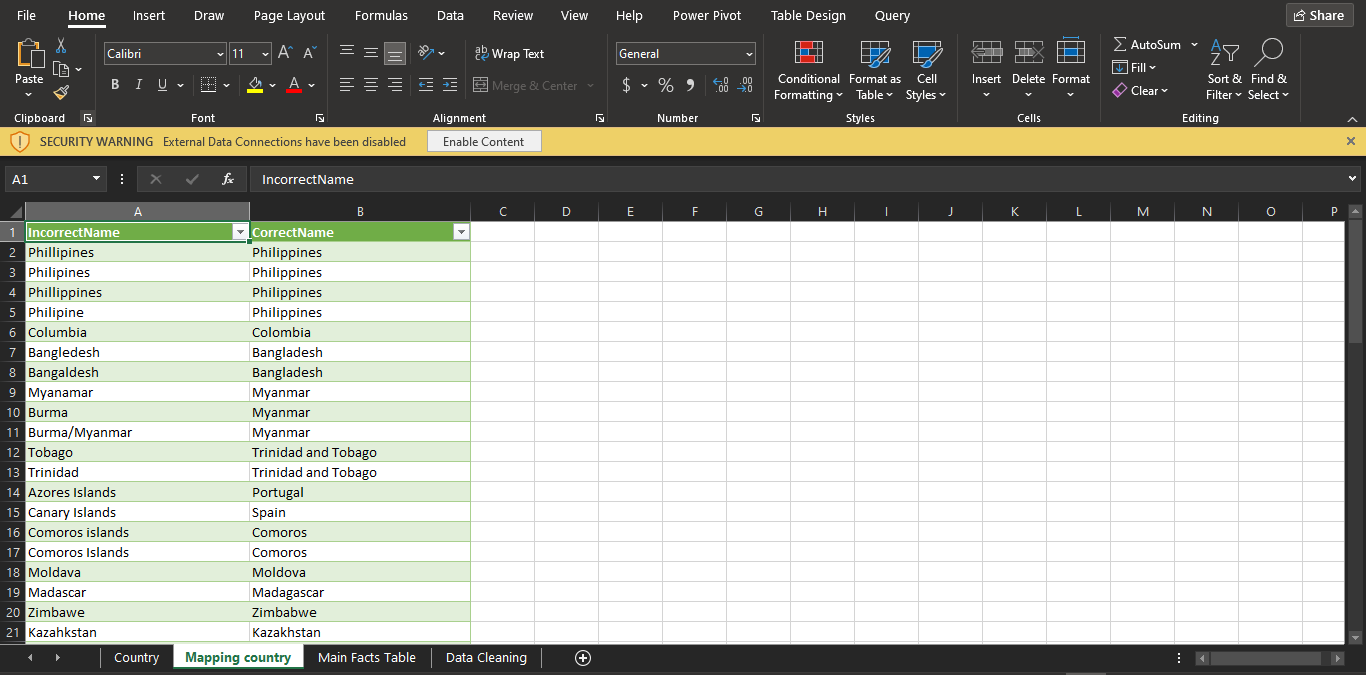 File Home Insert Draw Page Layout Formulas Data Review View Help Power Pivot Table Design Query Share
Calibri 11 A A ab Wrap Text General AutoSum
Paste Conditional Format as Cell Insert Delete Format Fill Sort & Find &
B I U A Merge & Center $ % 9 Formatting Table Styles Clear Filter Select
Clipboard Font Alignment Number Styles Cells Editing
SECURITY WARNING External Data Connections have been disabled Enable Content
A1 fx IncorrectName
A B C D E F G H I J K L M N O P
1 IncorrectName CorrectName
2 Phillipines Philippines
3 Philipines Philippines
4 Phillippines Philippines
5 Philipine Philippines
6 Columbia Colombia
7 Bangledesh Bangladesh
8 Bangaldesh Bangladesh
9 Myanamar Myanmar
10 Burma Myanmar
11 Burma/Myanmar Myanmar
12 Tobago Trinidad and Tobago
13 Trinidad Trinidad and Tobago
14 Azores Islands Portugal
15 Canary Islands Spain
16 Comoros islands Comoros
17 Comoros Islands Comoros
18 Moldava Moldova
19 Madascar Madagascar
20 Zimbawe Zimbabwe
21 Kazahkstan Kazakhstan
Country Mapping country Main Facts Table Data Cleaning